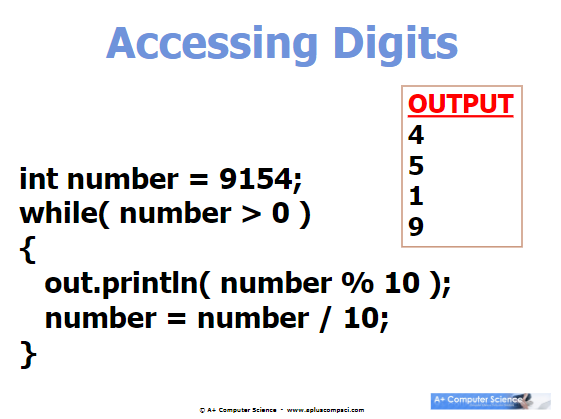 Accessing Digits
OUTPUT
4
5
1
9
int number = 9154;
while( number > 0 )
{
out.println( number % 10 );
number = number / 10;
}
A+ Computer Science
© A+ Computer Science - www.apluscompsci.com